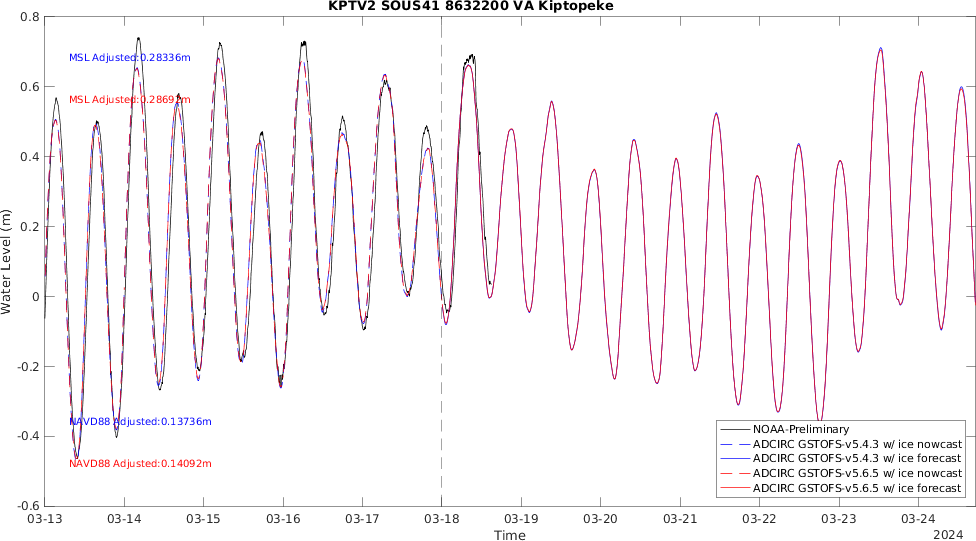 KPTV2 SOUS41 8632200 VA Kiptopeke
0.8
0.6
0.4
0.2
0
-0.2
-0.4
-0.6
Water Level (m)
MSL Adjusted:0.28336m
MSL Adjusted:0.28691m
NAVD88 Adjusted:0.13736m
NAVD88 Adjusted:0.14092m
NOAA-Preliminary
ADCIRC GSTOFS-v5.4.3 w/ ice nowcast
ADCIRC GSTOFS-v5.4.3 w/ ice forecast
ADCIRC GSTOFS-v5.6.5 w/ ice nowcast
ADCIRC GSTOFS-v5.6.5 w/ ice forecast
03-13 03-14 03-15 03-16 03-17 03-18 03-19 03-20 03-21 03-22 03-23 03-24
Time
2024